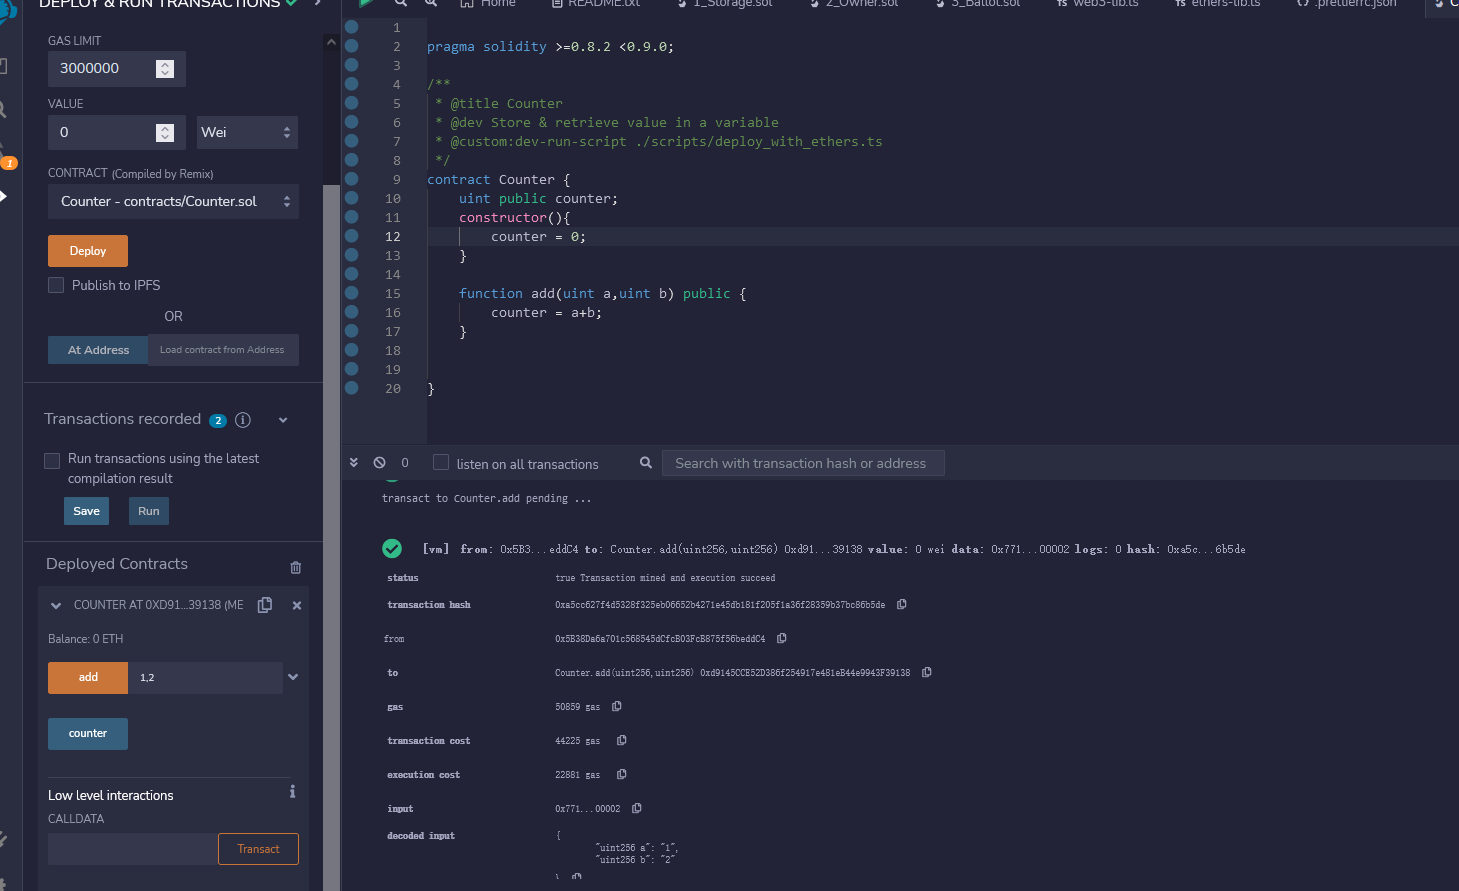 DEPLOY & RUN TRANSACTIONS
GAS LIMIT
3000000
VALUE
0
Wei
CONTRACT (Compiled by Remix)
Counter - contracts/Counter.sol
Deploy
Publish to IPFS
OR
At Address
Load contract from Address
Transactions recorded 2 i
Run transactions using the latest
compilation result
Save
Run
Deployed Contracts
COUNTER AT 0XD91...39138 (ME
Balance: 0 ETH
add
1,2
counter
Low level interactions
i
CALLDATA
Transact
1
Home
README.txt
1_Storage.sol
2_Owner.sol
3_Ballot.sol
TS web3-lib.ts
TS ethers-lib.ts
.prettierrc.json
C
1
2 pragma solidity >=0.8.2 <0.9.0;
3
4 /**
5 * @title Counter
6 * @dev Store & retrieve value in a variable
7 * @custom:dev-run-script ./scripts/deploy_with_ethers.ts
8 */
9 contract Counter {
10 uint public counter;
11 constructor(){
12 counter = 0;
13 }
14
15 function add(uint a,uint b) public {
16 counter = a+b;
17 }
18
19
20 }
0
listen on all transactions
Search with transaction hash or address
transact to Counter.add pending ...
[vm] from: 0x5B3...eddC4 to: Counter.add(uint256,uint256) 0xd91...39138 value: 0 wei data: 0x771...00002 logs: 0 hash: 0xa5c...6b5de
status true Transaction mined and execution succeed
transaction hash 0xa5cc627f4d5328f325eb06652b4271e45db181f205f1a36f28359b37bc86b5de
from 0x5B38Da6a701c568545dCfcB03FcB875f56beddC4
to Counter.add(uint256,uint256) 0xd9145CCE52D386f254917e481eB44e9943F39138
gas 50859 gas
transaction cost 44225 gas
execution cost 22881 gas
input 0x771...00002
decoded input {
"uint256 a": "1",
"uint256 b": "2"
}